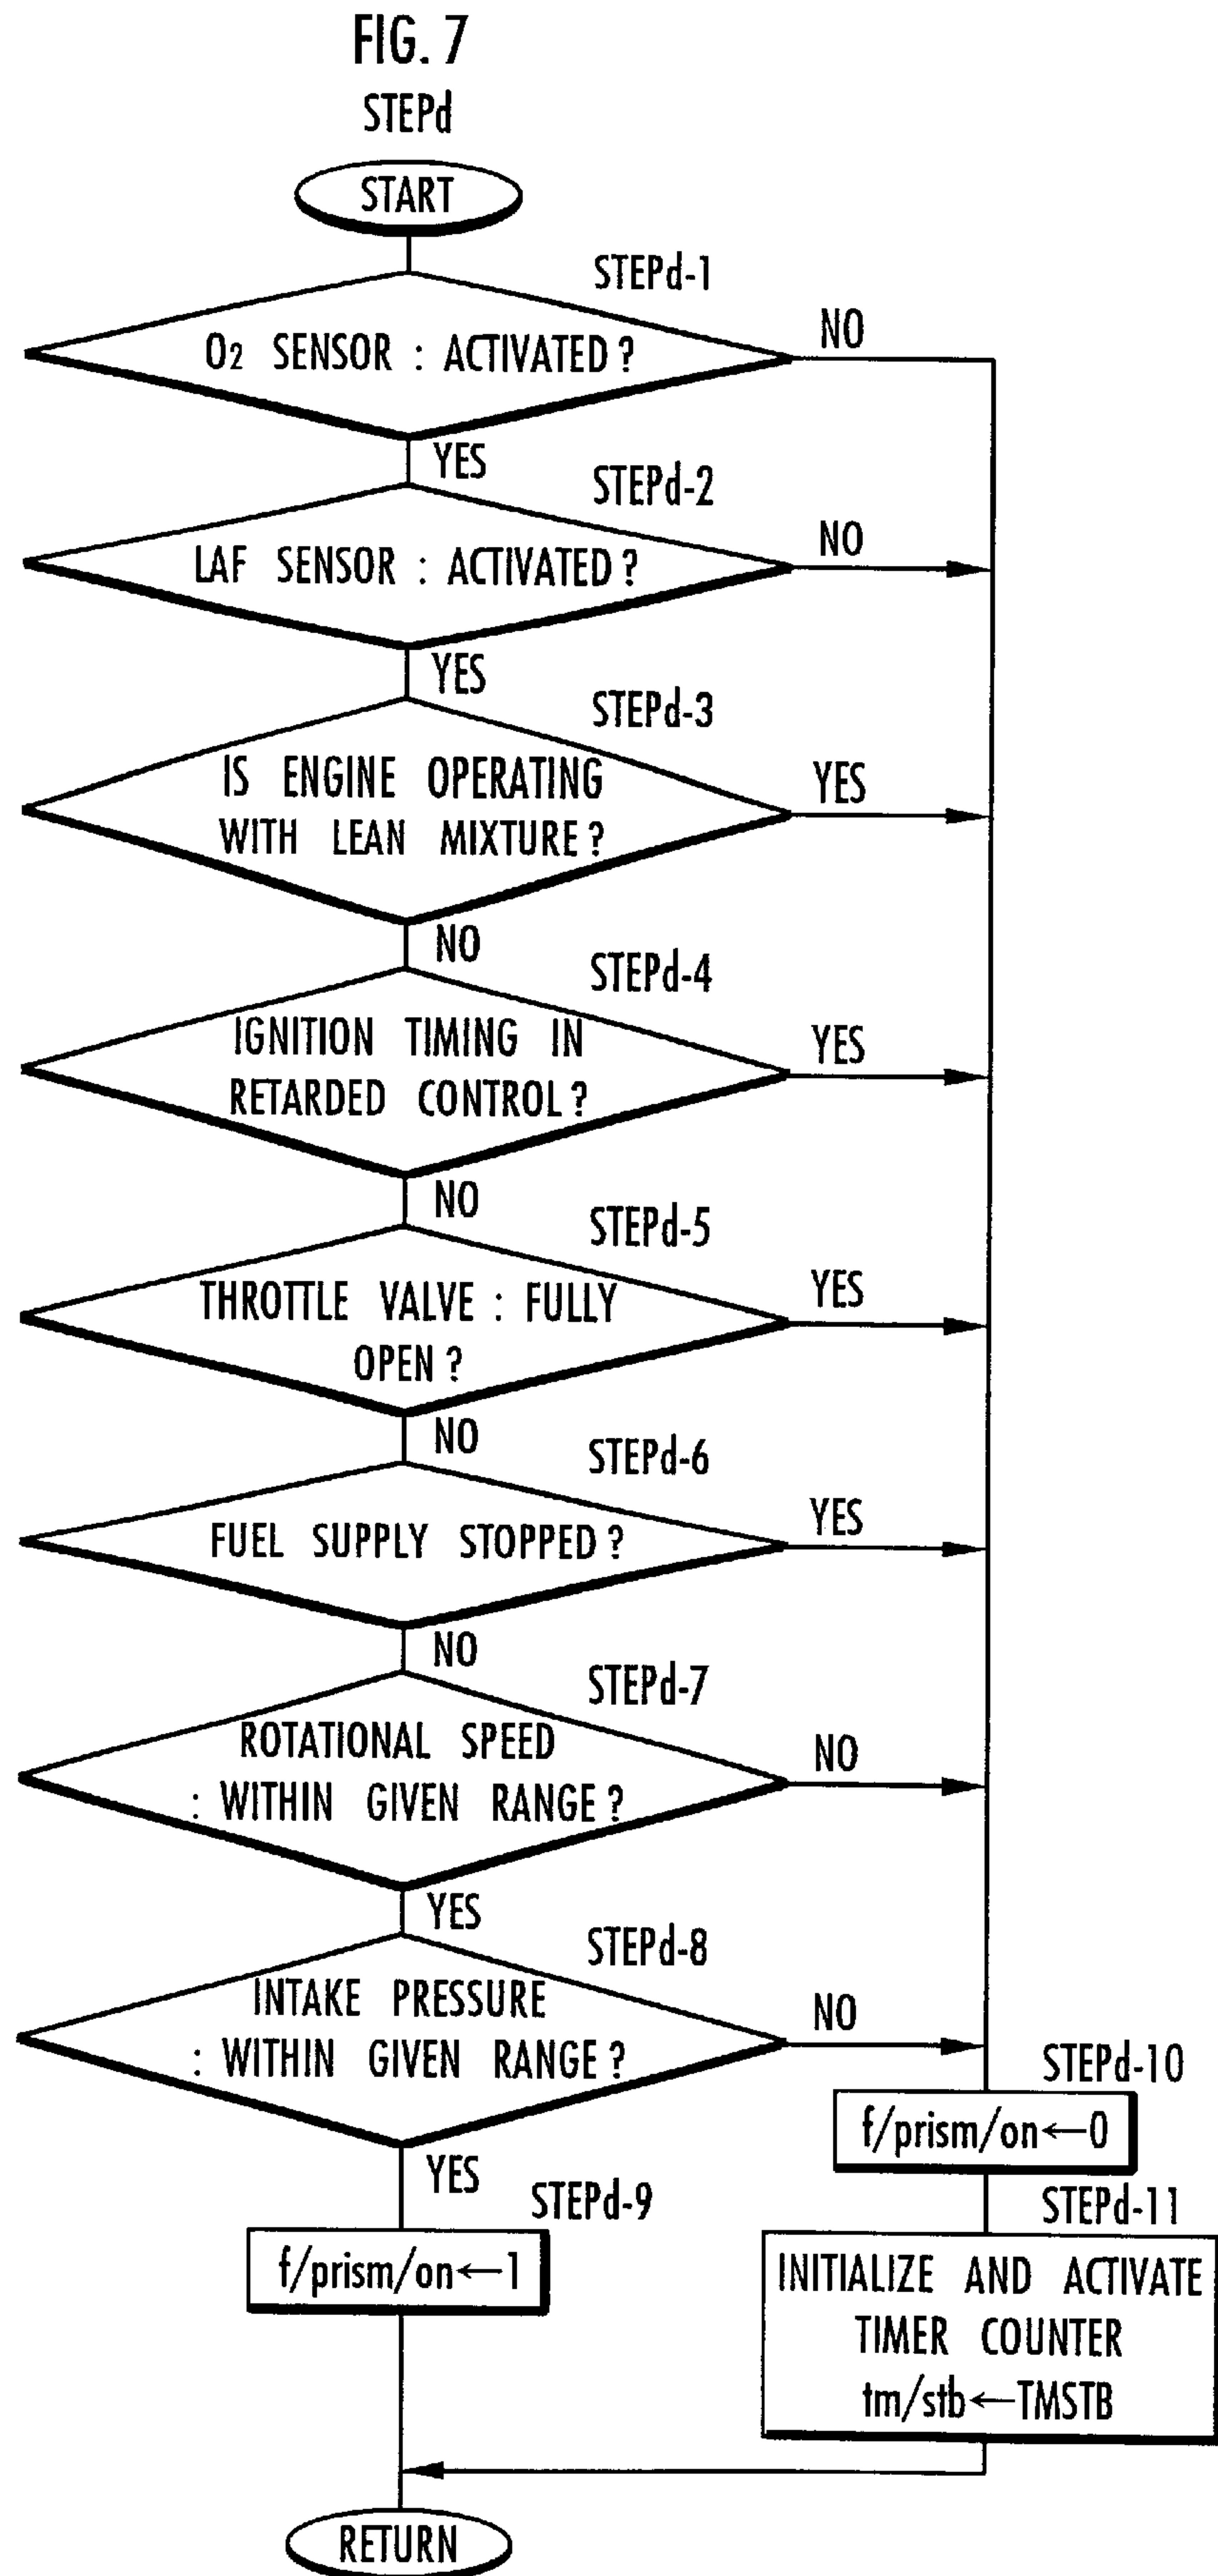 FIG. 7
STEPd
START
STEPd-1
O2 SENSOR : ACTIVATED?
NO
YES
STEPd-2
LAF SENSOR : ACTIVATED?
NO
YES
STEPd-3
IS ENGINE OPERATING
WITH LEAN MIXTURE?
YES
NO
STEPd-4
IGNITION TIMING IN
RETARDED CONTROL?
YES
NO
STEPd-5
THROTTLE VALVE : FULLY
OPEN?
YES
NO
STEPd-6
FUEL SUPPLY STOPPED?
YES
NO
STEPd-7
ROTATIONAL SPEED
: WITHIN GIVEN RANGE?
NO
YES
STEPd-8
INTAKE PRESSURE
: WITHIN GIVEN RANGE?
NO
YES
STEPd-9
f/prism/on←1
STEPd-10
f/prism/on←0
STEPd-11
INITIALIZE AND ACTIVATE
TIMER COUNTER
tm/stb←TMSTB
RETURN